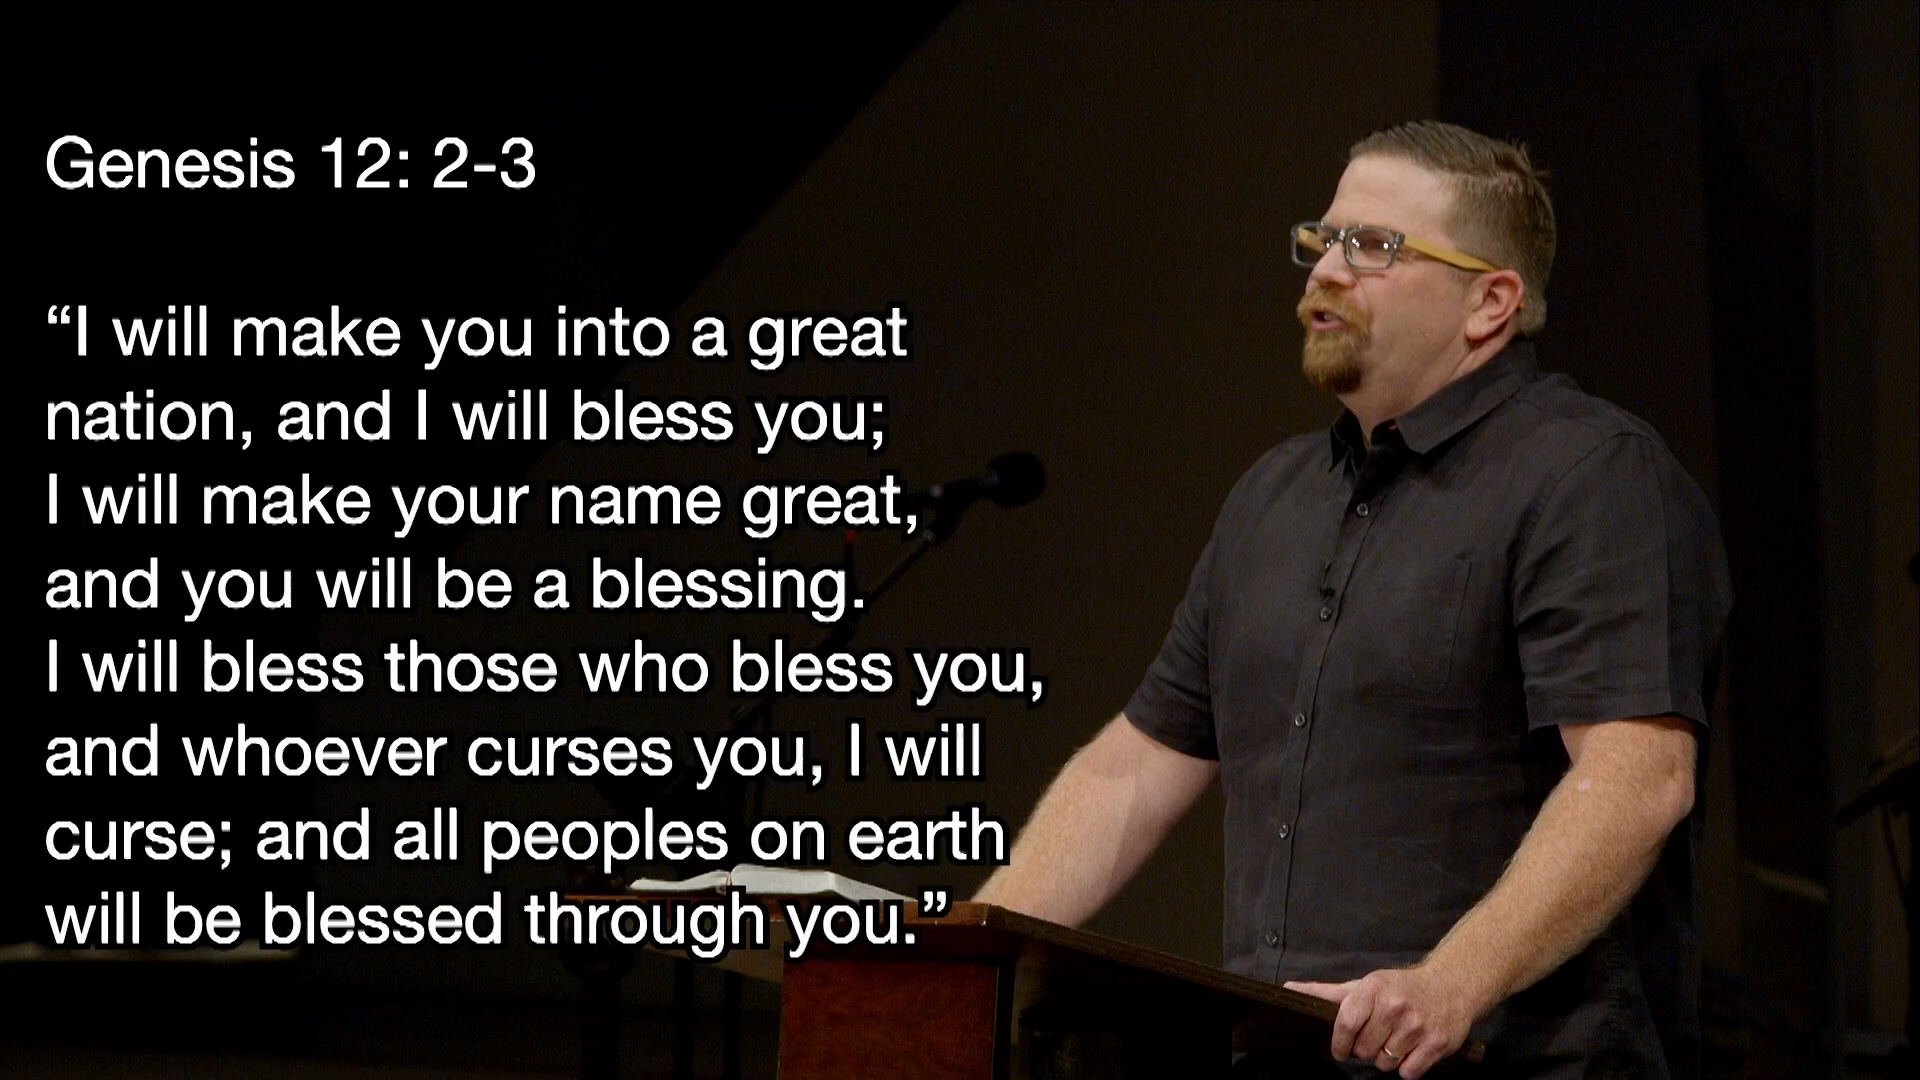 Genesis 12: 2-3
“I will make you into a great
nation, and I will bless you;
I will make your name great,
and you will be a blessing.
I will bless those who bless you,
and whoever curses you, I will
curse; and all peoples on earth
will be blessed through you.”